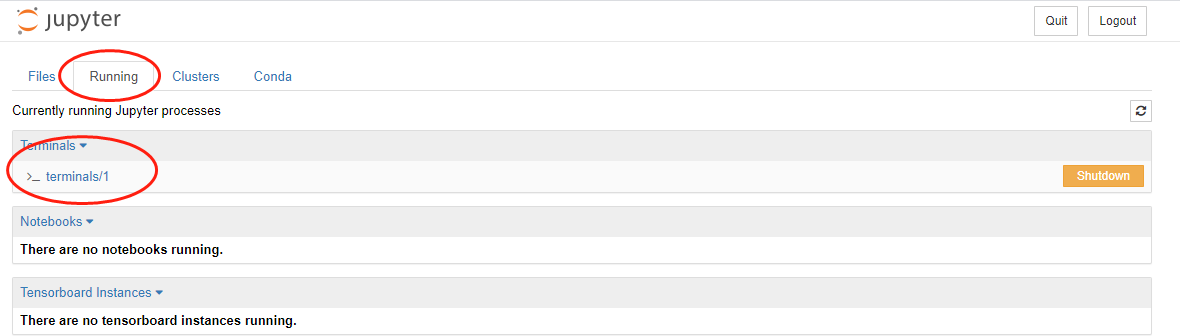 jupyter Quit Logout
Files Running Clusters Conda
Currently running Jupyter processes
Terminals
>_ terminals/1 Shutdown
Notebooks
There are no notebooks running.
Tensorboard Instances
There are no tensorboard instances running.